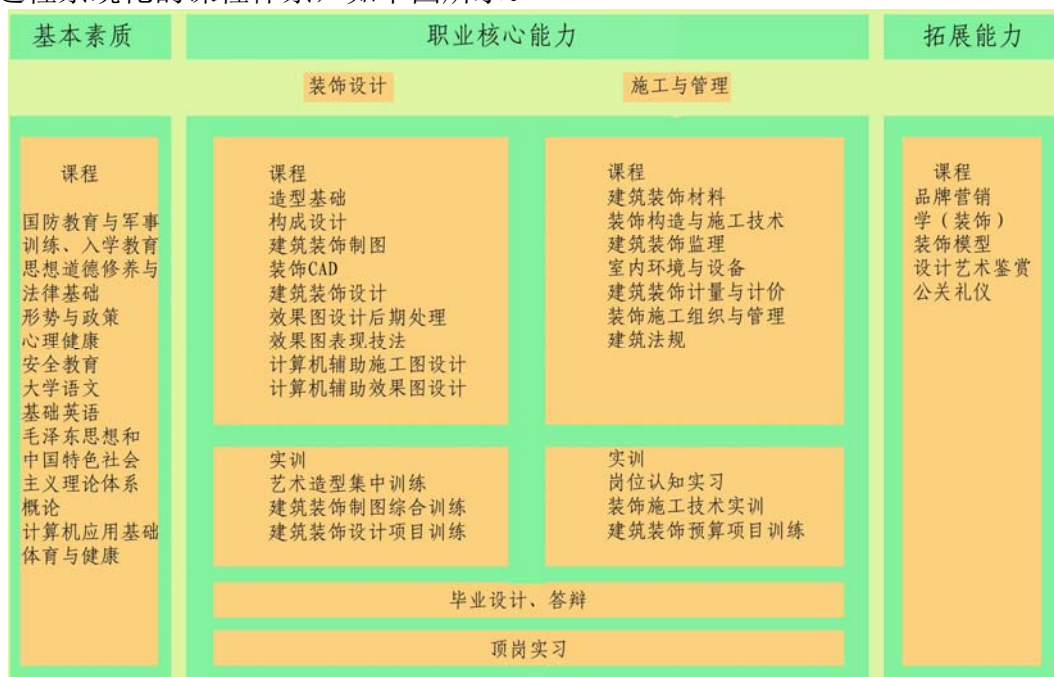 过程系统化的课程体系，如下图所示。
基本素质
职业核心能力
拓展能力
装饰设计
施工与管理
课程
国防教育与军事
训练、入学教育
思想道德修养与
法律基础
形势与政策
心理健康
安全教育
大学语文
基础英语
毛泽东思想和
中国特色社会
主义理论体系
概论
计算机应用基础
体育与健康
课程
造型基础
构成设计
建筑装饰制图
装饰CAD
建筑装饰设计
效果图设计后期处理
效果图表现技法
计算机辅助施工图设计
计算机辅助效果图设计
课程
建筑装饰材料
装饰构造与施工技术
建筑装饰监理
室内环境与设备
建筑装饰计量与计价
装饰施工组织与管理
建筑法规
课程
品牌营销
学（装饰）
装饰模型
设计艺术鉴赏
公关礼仪
实训
艺术造型集中训练
建筑装饰制图综合训练
建筑装饰设计项目训练
实训
岗位认知实习
装饰施工技术实训
建筑装饰预算项目训练
毕业设计、答辩
顶岗实习